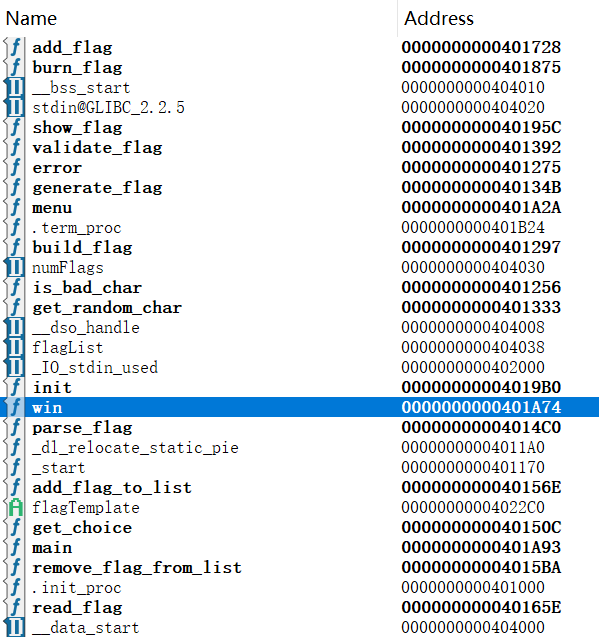 Name Address
add_flag 0000000000401728
burn_flag 0000000000401875
__bss_start 0000000000404010
stdin@GLIBC_2.2.5 0000000000404020
show_flag 000000000040195C
validate_flag 0000000000401392
error 0000000000401275
generate_flag 000000000040134B
menu 0000000000401A2A
.term_proc 0000000000401B24
build_flag 0000000000401297
numFlags 0000000000404030
is_bad_char 0000000000401256
get_random_char 0000000000401333
__dso_handle 0000000000404008
flagList 0000000000404038
_IO_stdin_used 0000000000402000
init 00000000004019B0
win 0000000000401A74
parse_flag 00000000004014C0
_dl_relocate_static_pie 00000000004011A0
_start 0000000000401170
add_flag_to_list 000000000040156E
flagTemplate 00000000004022C0
get_choice 000000000040150C
main 0000000000401A93
remove_flag_from_list 00000000004015BA
.init_proc 0000000000401000
read_flag 000000000040165E
__data_start 0000000000404000